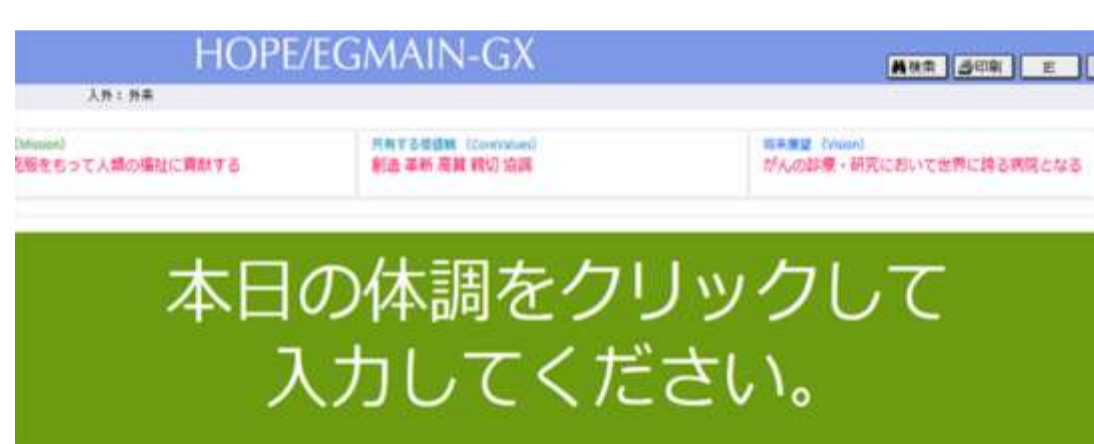 HOPE/EGMAIN-GX
検索 印刷
入外：外来
(Mission) 共有する価値観 (CoreValues) 将来展望 (Vision)
をもって人類の福祉に貢献する 創造 革新 高質 親切 協調 がんの診療・研究において世界に誇る病院となる
本日の体調をクリックして
入力してください。